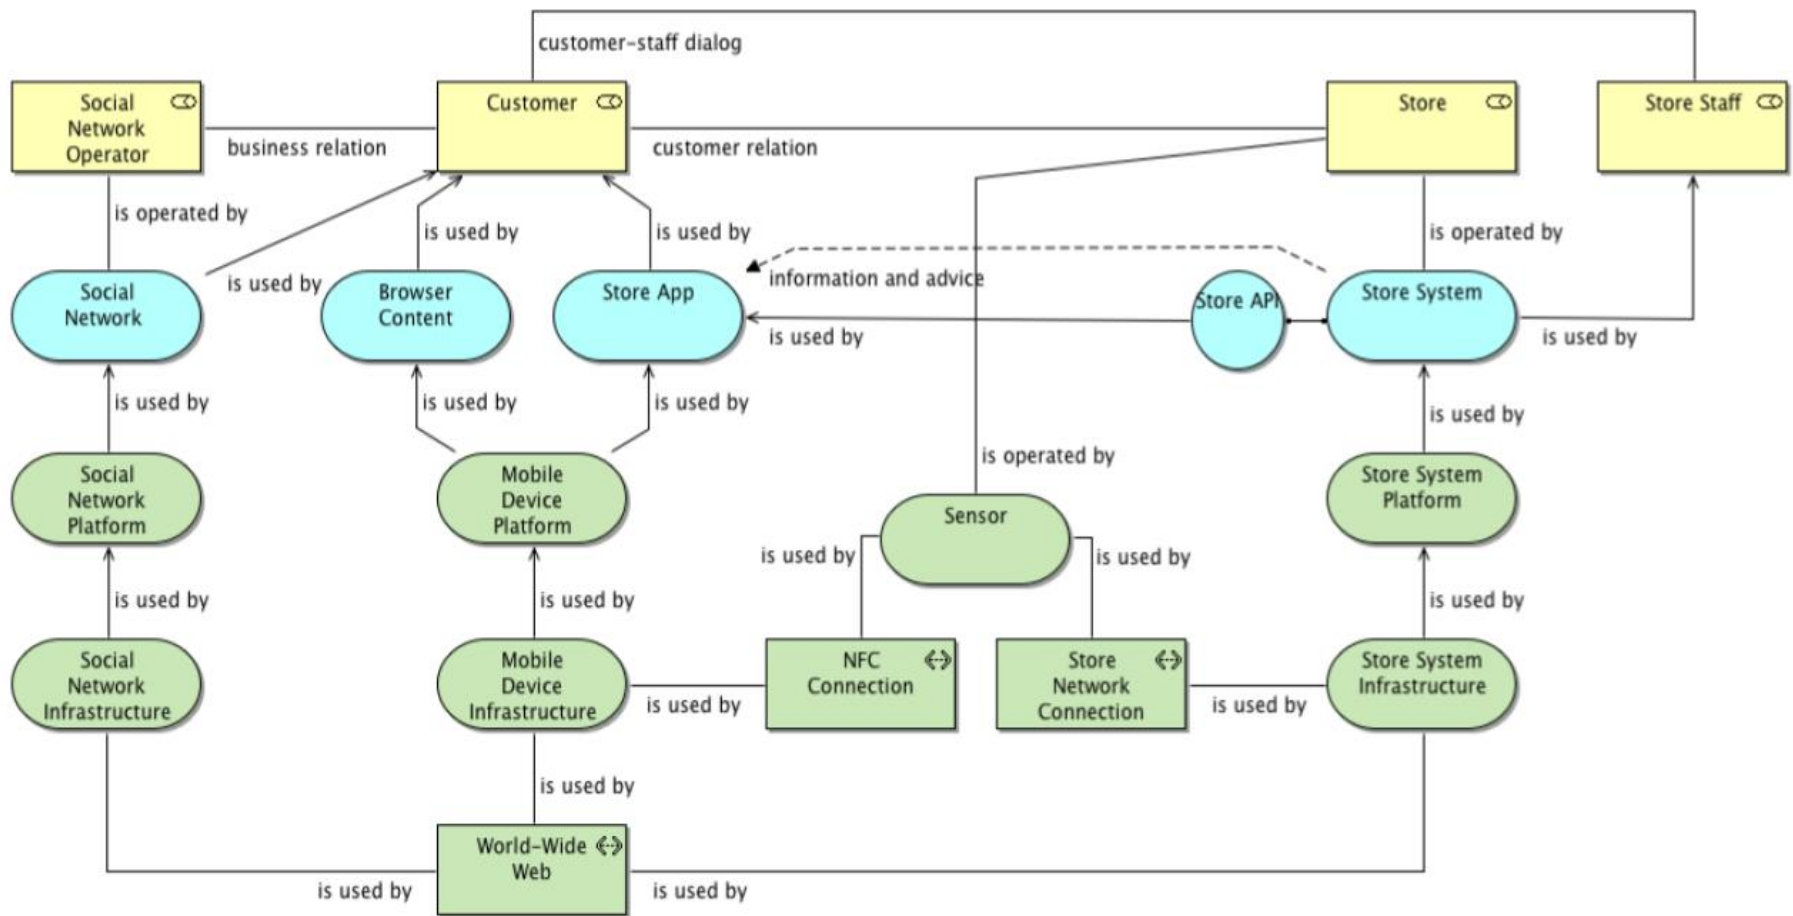 customer-staff dialog
Social
Network
Operator
Customer
Store
Store Staff
business relation
customer relation
is operated by
is used by
is used by
is used by
is operated by
information and advice
Social
Network
Browser
Content
Store App
Store API
Store System
is used by
is used by
is used by
is used by
is used by
is used by
Social
Network
Platform
Mobile
Device
Platform
is operated by
Sensor
Store System
Platform
is used by
is used by
is used by
is used by
is used by
Social
Network
Infrastructure
Mobile
Device
Infrastructure
NFC
Connection
Store
Network
Connection
Store System
Infrastructure
is used by
is used by
is used by
World-Wide
Web
is used by
is used by